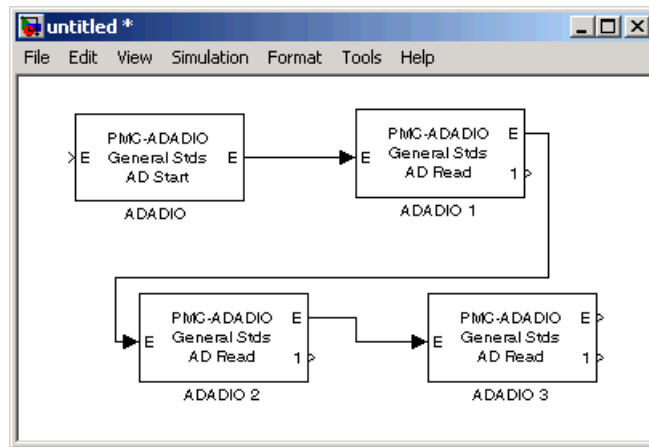 untitled *
File Edit View Simulation Format Tools Help
PMC-ADADIO
E General Stds E
AD Start
ADADIO
PMC-ADADIO E
E General Stds
AD Read 1
ADADIO 1
PMC-ADADIO E
E General Stds
AD Read 1
ADADIO 2
PMC-ADADIO E
E General Stds
AD Read 1
ADADIO 3